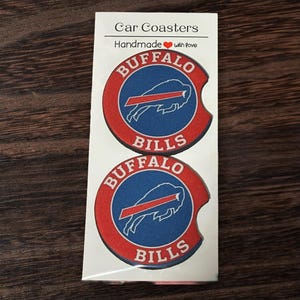 Car Coasters
Handmade ❤ with love
BUFFALO
BILLS
BUFFALO
BILLS